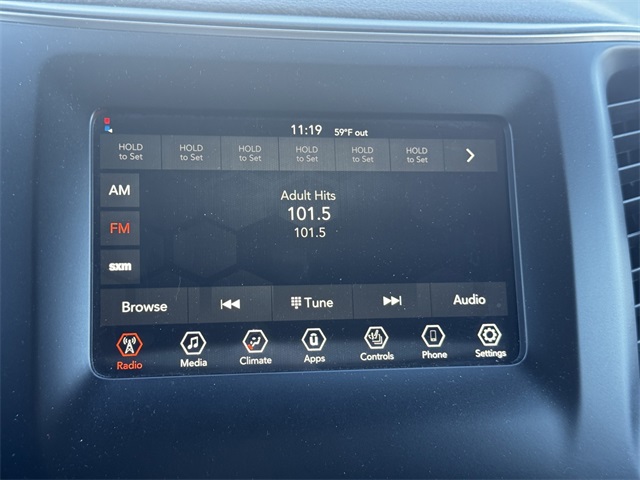 11:19 59°F out
HOLD to Set HOLD to Set HOLD to Set HOLD to Set HOLD to Set HOLD to Set
AM
FM
sxm
Adult Hits
101.5
101.5
Browse Tune Audio
Radio Media Climate Apps Controls Phone Settings